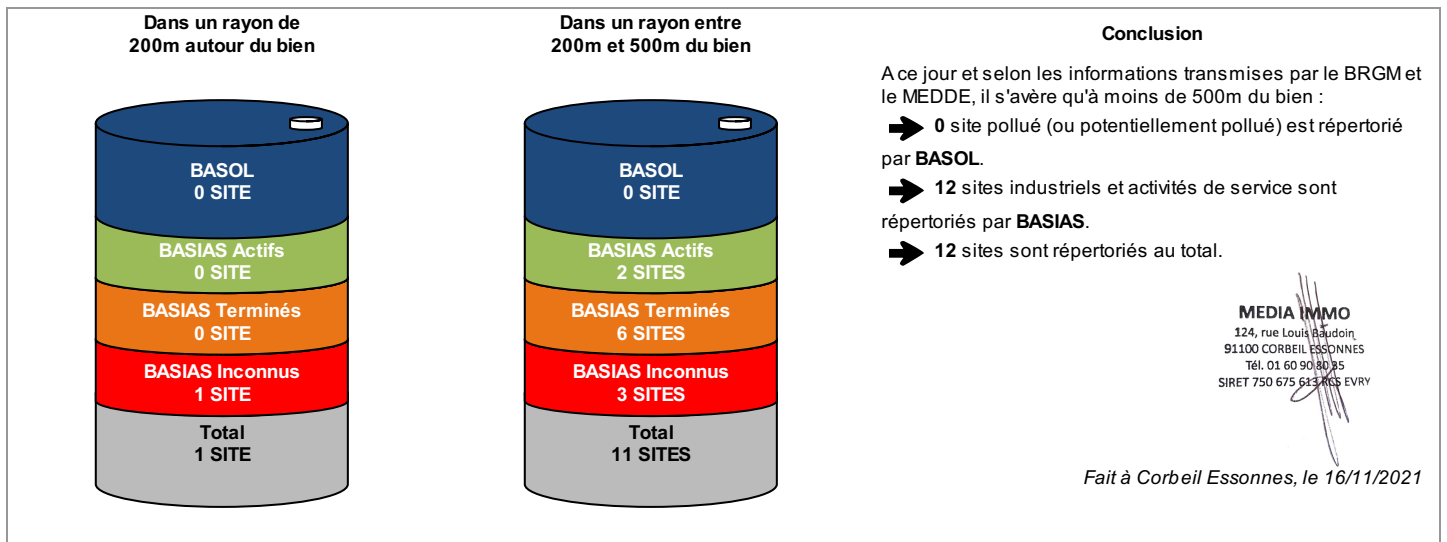 Dans un rayon de
200m autour du bien
BASOL
0 SITE
BASIAS Actifs
0 SITE
BASIAS Terminés
0 SITE
BASIAS Inconnus
1 SITE
Total
1 SITE
Dans un rayon entre
200m et 500m du bien
BASOL
0 SITE
BASIAS Actifs
2 SITES
BASIAS Terminés
6 SITES
BASIAS Inconnus
3 SITES
Total
11 SITES
Conclusion
A ce jour et selon les informations transmises par le BRGM et
le MEDDE, il s'avère qu'à moins de 500m du bien :
0 site pollué (ou potentiellement pollué) est répertorié
par BASOL.
12 sites industriels et activités de service sont
répertoriés par BASIAS.
12 sites sont répertoriés au total.
MEDIA IMMO
124, rue Louis Baudoin
91100 CORBEIL ESSONNES
Tél. 01 60 90 80 85
SIRET 750 675 613 RCS EVRY
Fait à Corbeil Essonnes, le 16/11/2021